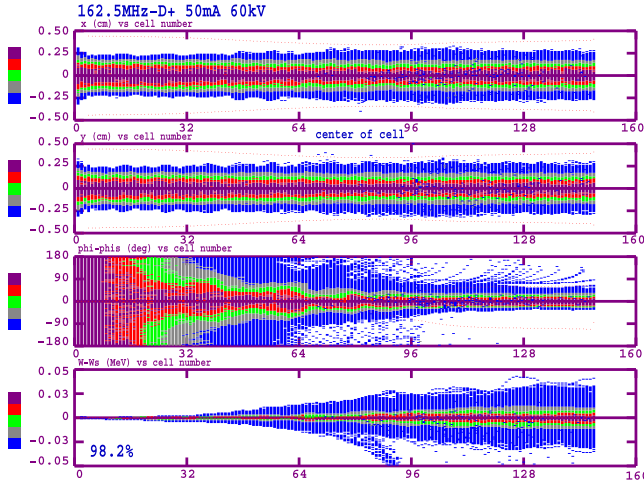 162.5MHz-D+ 50mA 60kV
x (cm) vs cell number
0.50
0.25
0
-0.25
-0.50
0 32 64 96 128 160
y (cm) vs cell number
center of cell
0.50
0.25
0
-0.25
-0.50
0 32 64 96 128 160
phi-phis (deg) vs cell number
180
90
0
-90
-180
0 32 64 96 128 160
W-Ws (MeV) vs cell number
0.05
0.03
0
-0.03
-0.05
98.2%
0 32 64 96 128 160